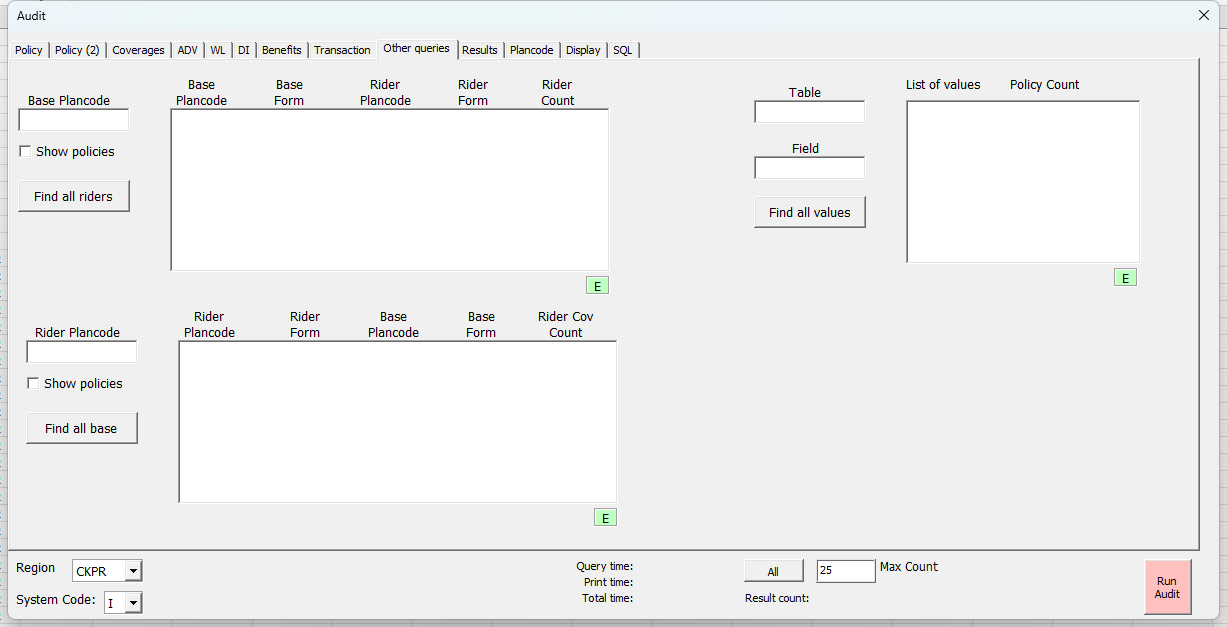 Audit
Policy Policy (2) Coverages ADV WL DI Benefits Transaction Other queries Results Plancode Display SQL
Base Plancode
Show policies
Find all riders
Base Plancode Base Form Rider Plancode Rider Form Rider Count
E
Table
Field
Find all values
List of values Policy Count
E
Rider Plancode
Show policies
Find all base
Rider Plancode Rider Form Base Plancode Base Form Rider Cov Count
E
Region CKPR
System Code: I
Query time:
Print time:
Total time:
All 25 Max Count
Result count:
Run
Audit